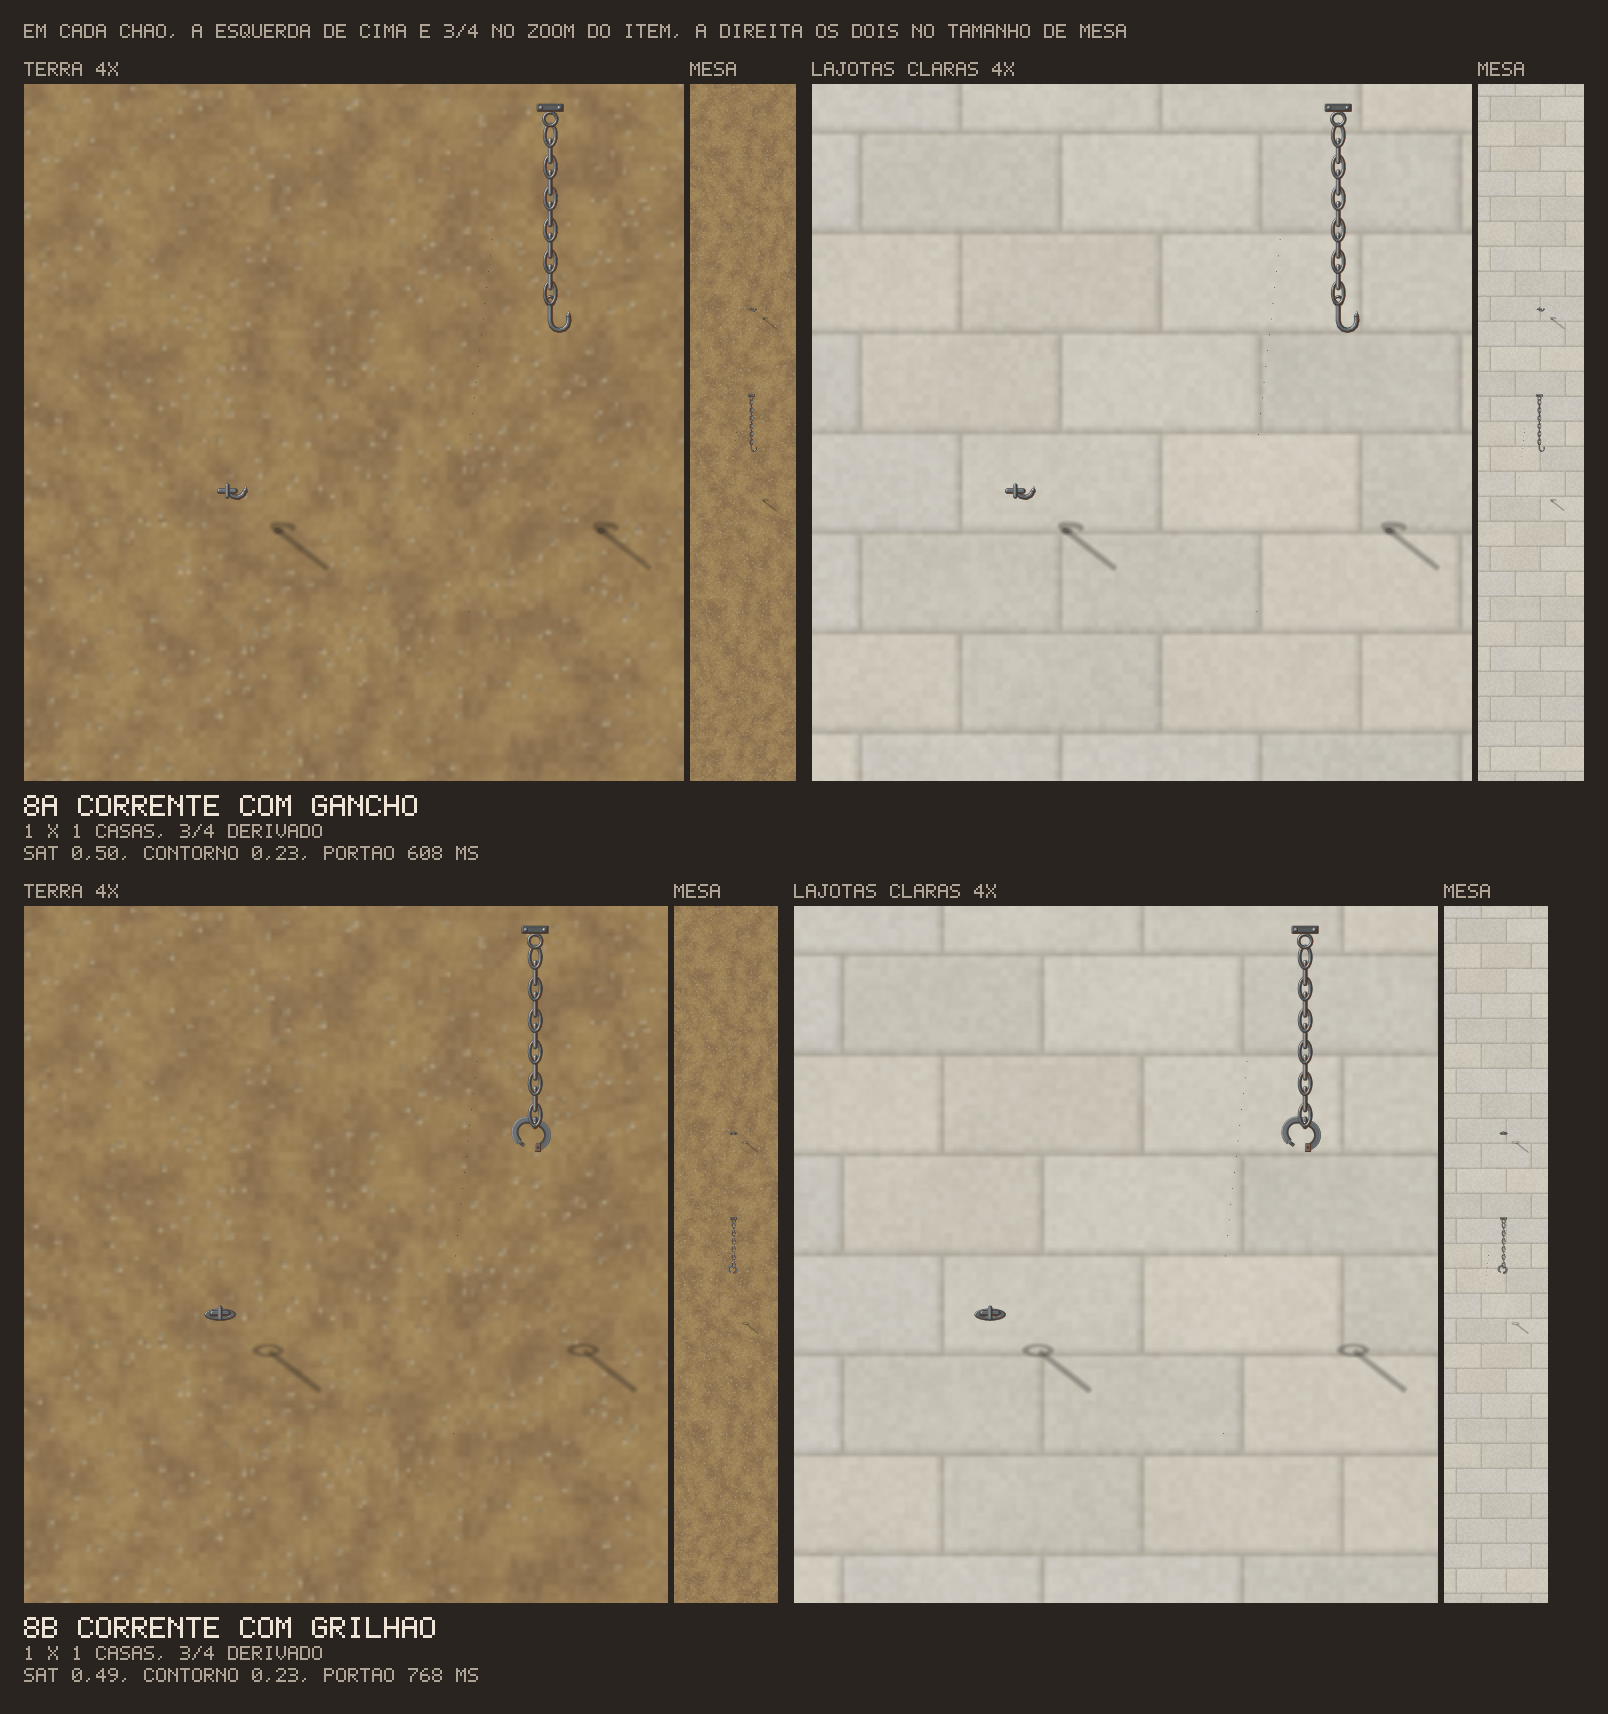 EM CADA CHAO, A ESQUERDA DE CIMA E 3/4 NO ZOOM DO ITEM, A DIREITA OS DOIS NO TAMANHO DE MESA
TERRA 4X
MESA
LAJOTAS CLARAS 4X
MESA
8A CORRENTE COM GANCHO
1 X 1 CASAS, 3/4 DERIVADO
SAT 0,50, CONTORNO 0,23, PORTAO 608 MS
TERRA 4X
MESA
LAJOTAS CLARAS 4X
MESA
8B CORRENTE COM GRILHAO
1 X 1 CASAS, 3/4 DERIVADO
SAT 0,49, CONTORNO 0,23, PORTAO 768 MS